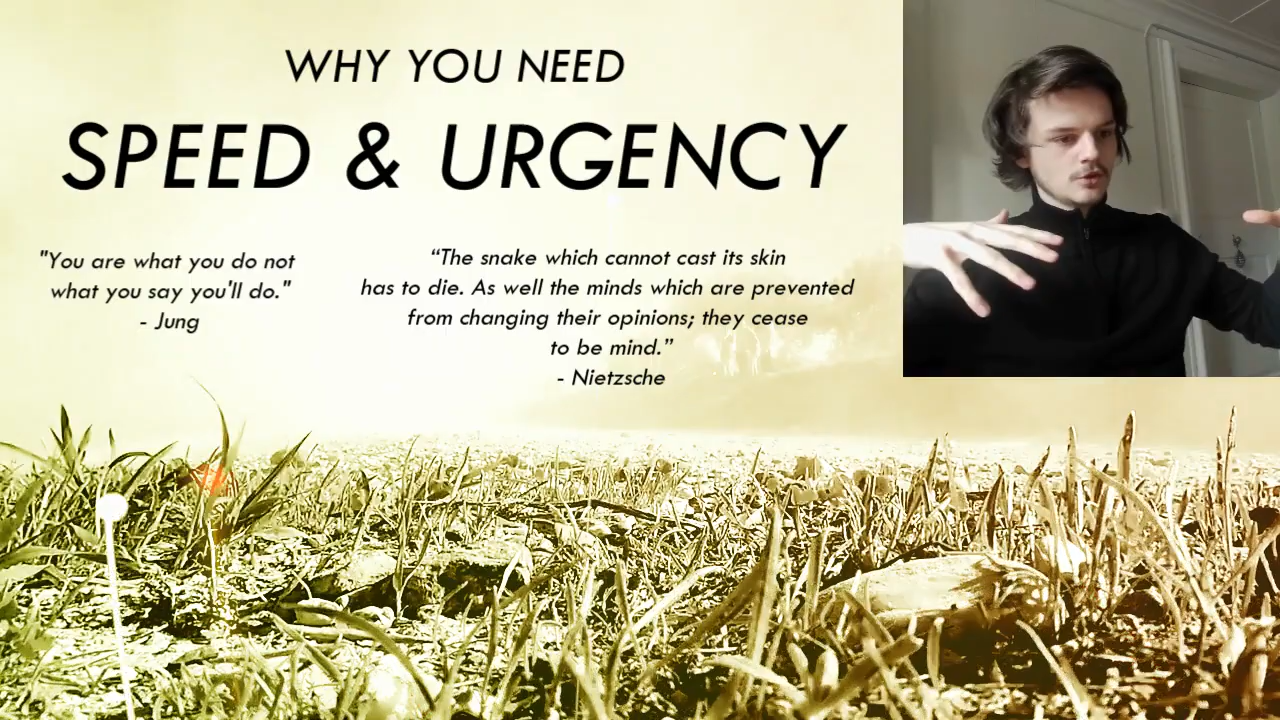 WHY YOU NEED
SPEED & URGENCY
"You are what you do not
what you say you'll do."
- Jung
“The snake which cannot cast its skin
has to die. As well the minds which are prevented
from changing their opinions; they cease
to be mind.”
- Nietzsche